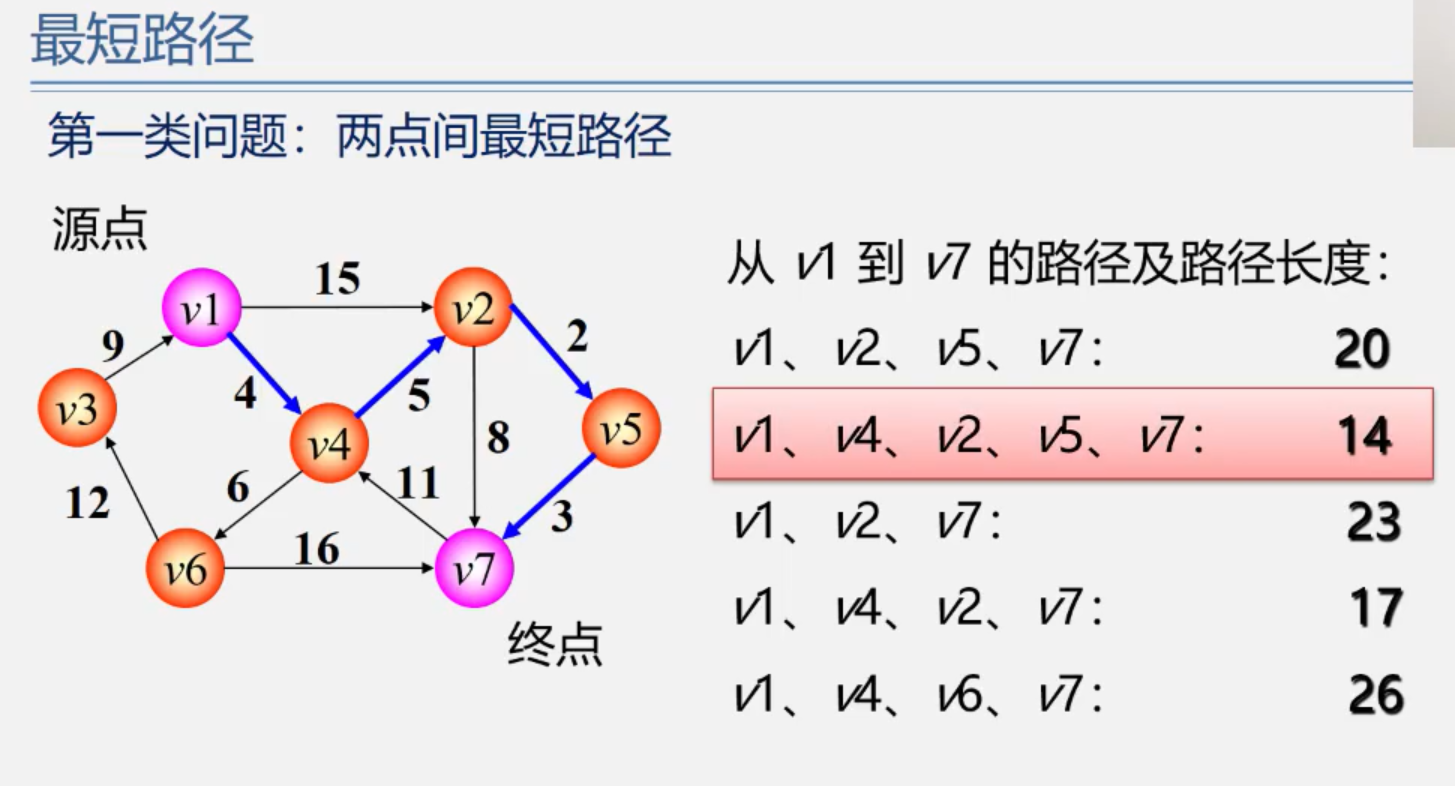 最短路径
第一类问题：两点间最短路径
源点
v1
15
v2
9
4
5
2
v3
v4
8
v5
12
6
11
3
v6
16
v7
终点
从 v1 到 v7 的路径及路径长度：
v1、v2、v5、v7： 20
v1、v4、v2、v5、v7： 14
v1、v2、v7： 23
v1、v4、v2、v7： 17
v1、v4、v6、v7： 26